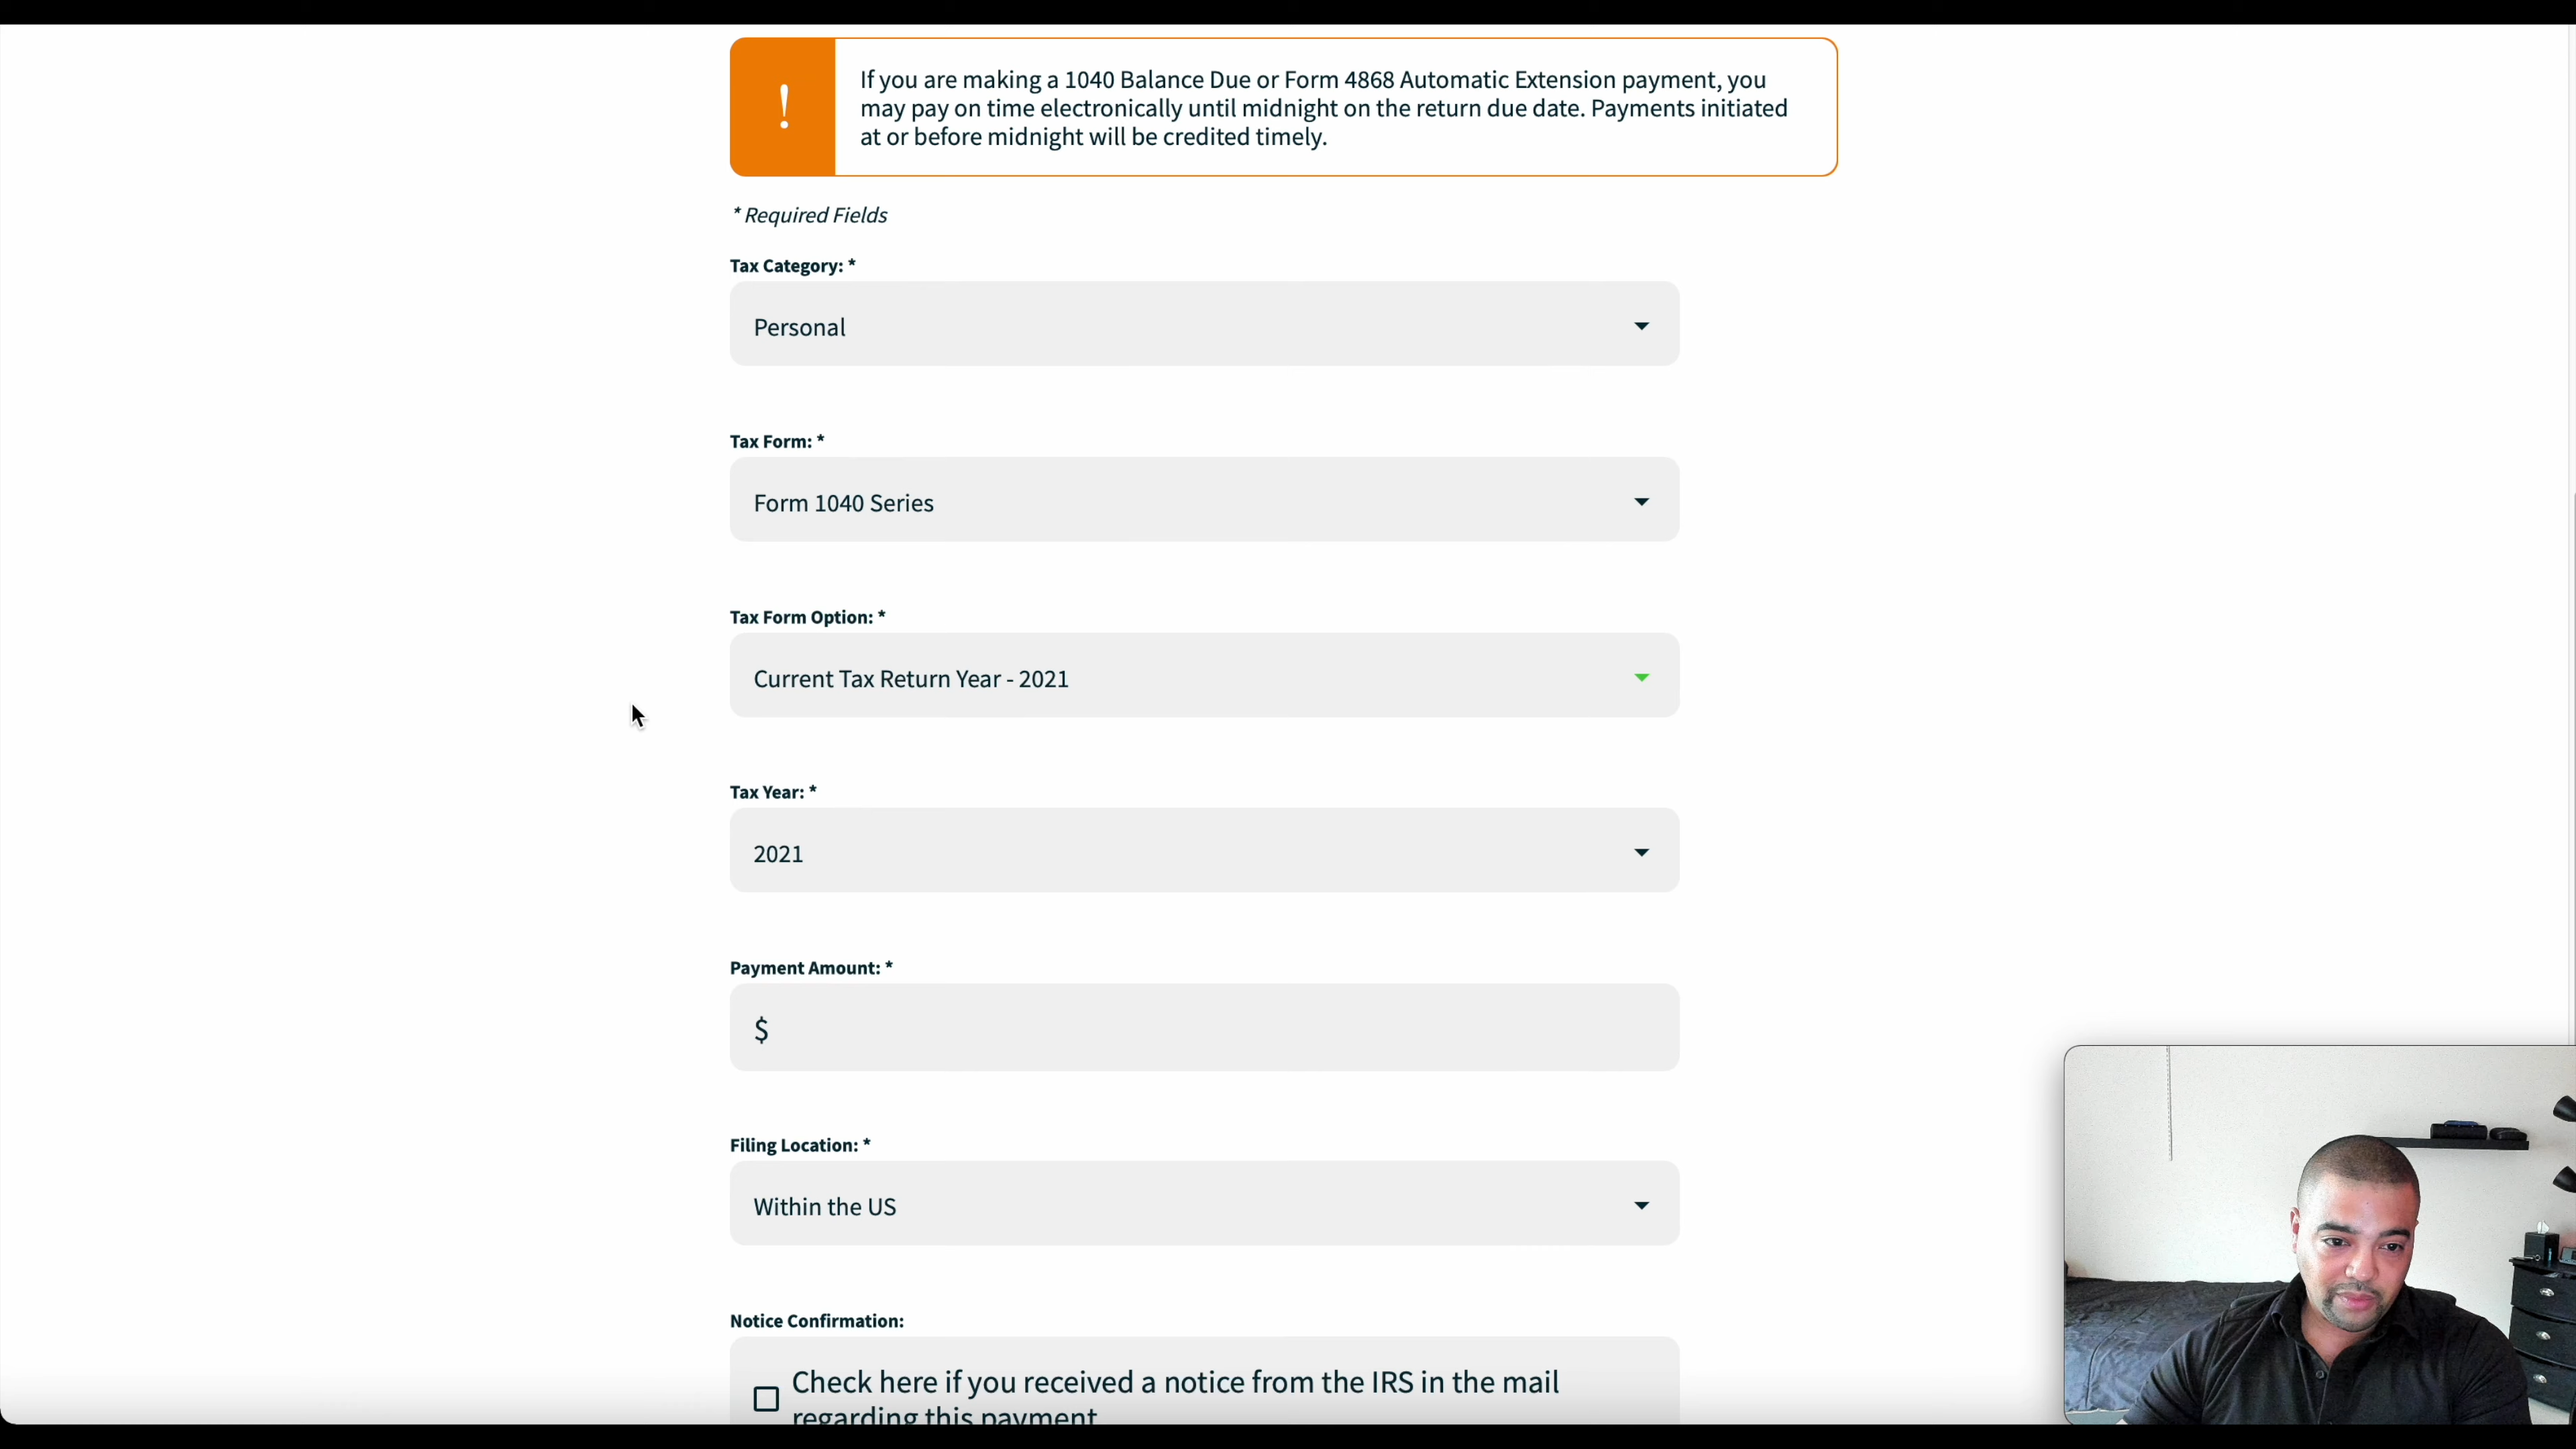 !
If you are making a 1040 Balance Due or Form 4868 Automatic Extension payment, you
may pay on time electronically until midnight on the return due date. Payments initiated
at or before midnight will be credited timely.
* Required Fields
Tax Category: *
Personal
Tax Form: *
Form 1040 Series
Tax Form Option: *
Current Tax Return Year - 2021
Tax Year: *
2021
Payment Amount: *
$
Filing Location: *
Within the US
Notice Confirmation:
Check here if you received a notice from the IRS in the mail
regarding this payment